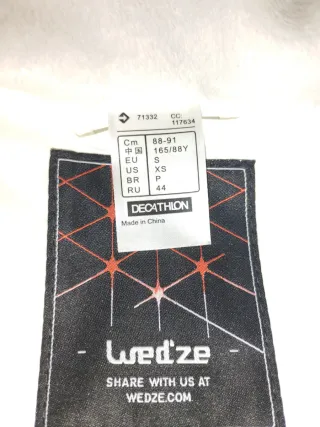 71332 CC:
117634
Cm 88-91
中国 165/88Y
EU S
US XS
BR P
RU 44
DECATHLON
Made in China
- Wed'ze -
SHARE WITH US AT
WEDZE.COM